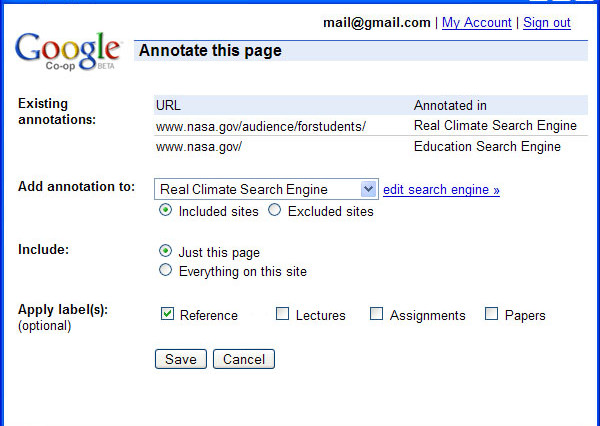 mail@gmail.com | My Account | Sign out
Google
Co-op BETA
Annotate this page
Existing annotations:
URL Annotated in
www.nasa.gov/audience/forstudents/ Real Climate Search Engine
www.nasa.gov/ Education Search Engine
Add annotation to: Real Climate Search Engine edit search engine »
Included sites Excluded sites
Include: Just this page
Everything on this site
Apply label(s):
(optional)
Reference Lectures Assignments Papers
Save Cancel